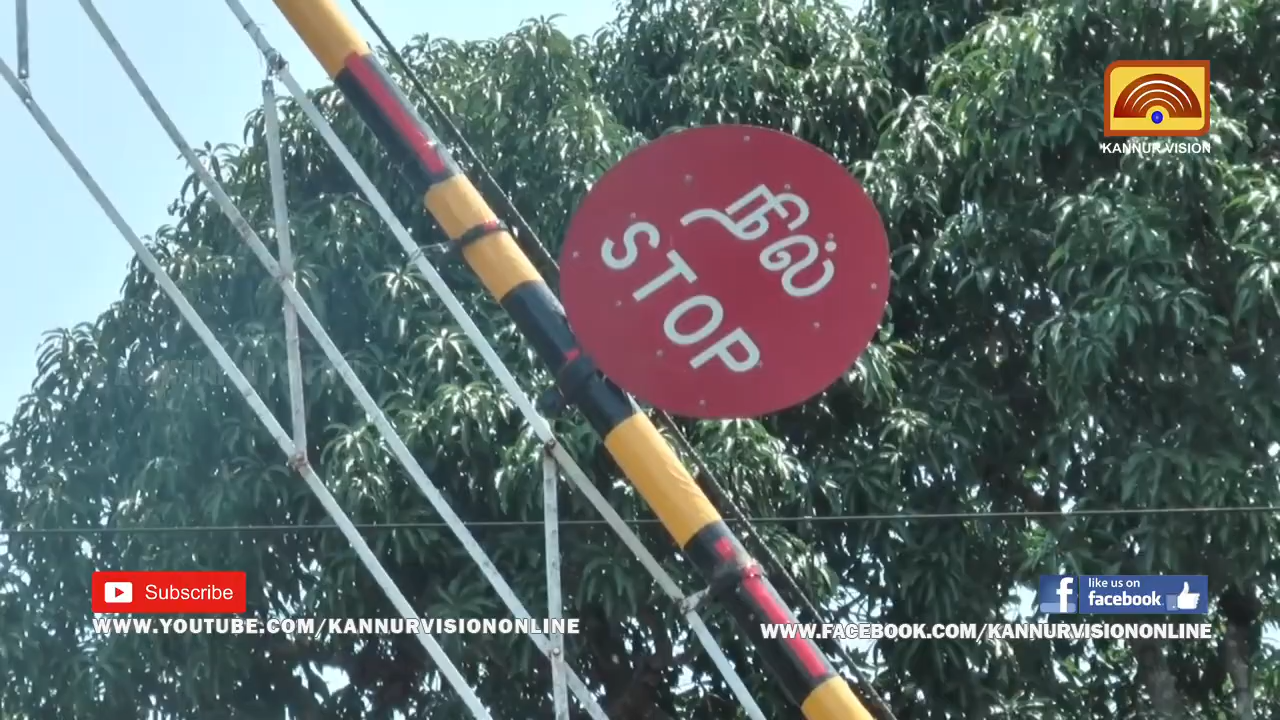 நில்
STOP
KANNUR VISION
Subscribe
WWW.YOUTUBE.COM/KANNURVISIONONLINE
like us on
facebook
WWW.FACEBOOK.COM/KANNURVISIONONLINE